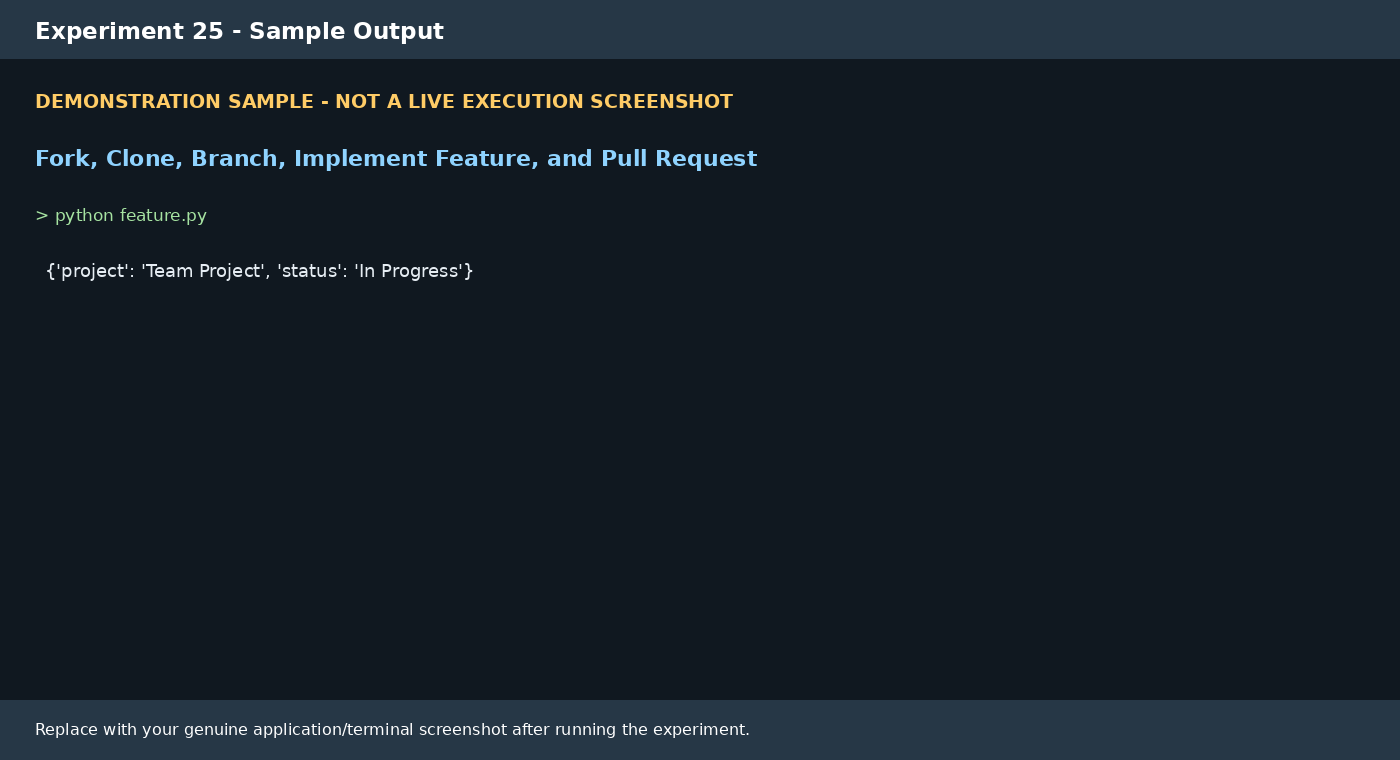 Experiment 25 - Sample Output
DEMONSTRATION SAMPLE - NOT A LIVE EXECUTION SCREENSHOT
Fork, Clone, Branch, Implement Feature, and Pull Request
> python feature.py
{'project': 'Team Project', 'status': 'In Progress'}
Replace with your genuine application/terminal screenshot after running the experiment.